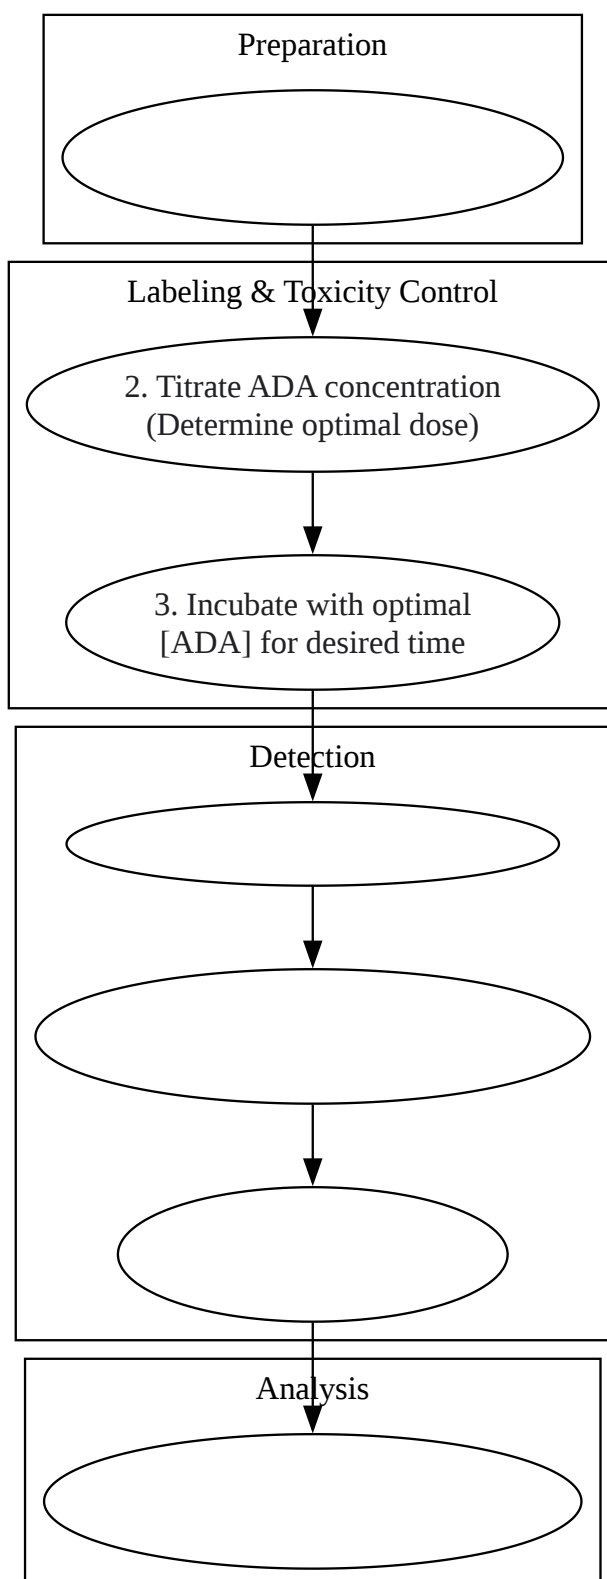 Preparation
Labeling & Toxicity Control
2. Titrate ADA concentration
(Determine optimal dose)
3. Incubate with optimal
[ADA] for desired time
Detection
Analysis